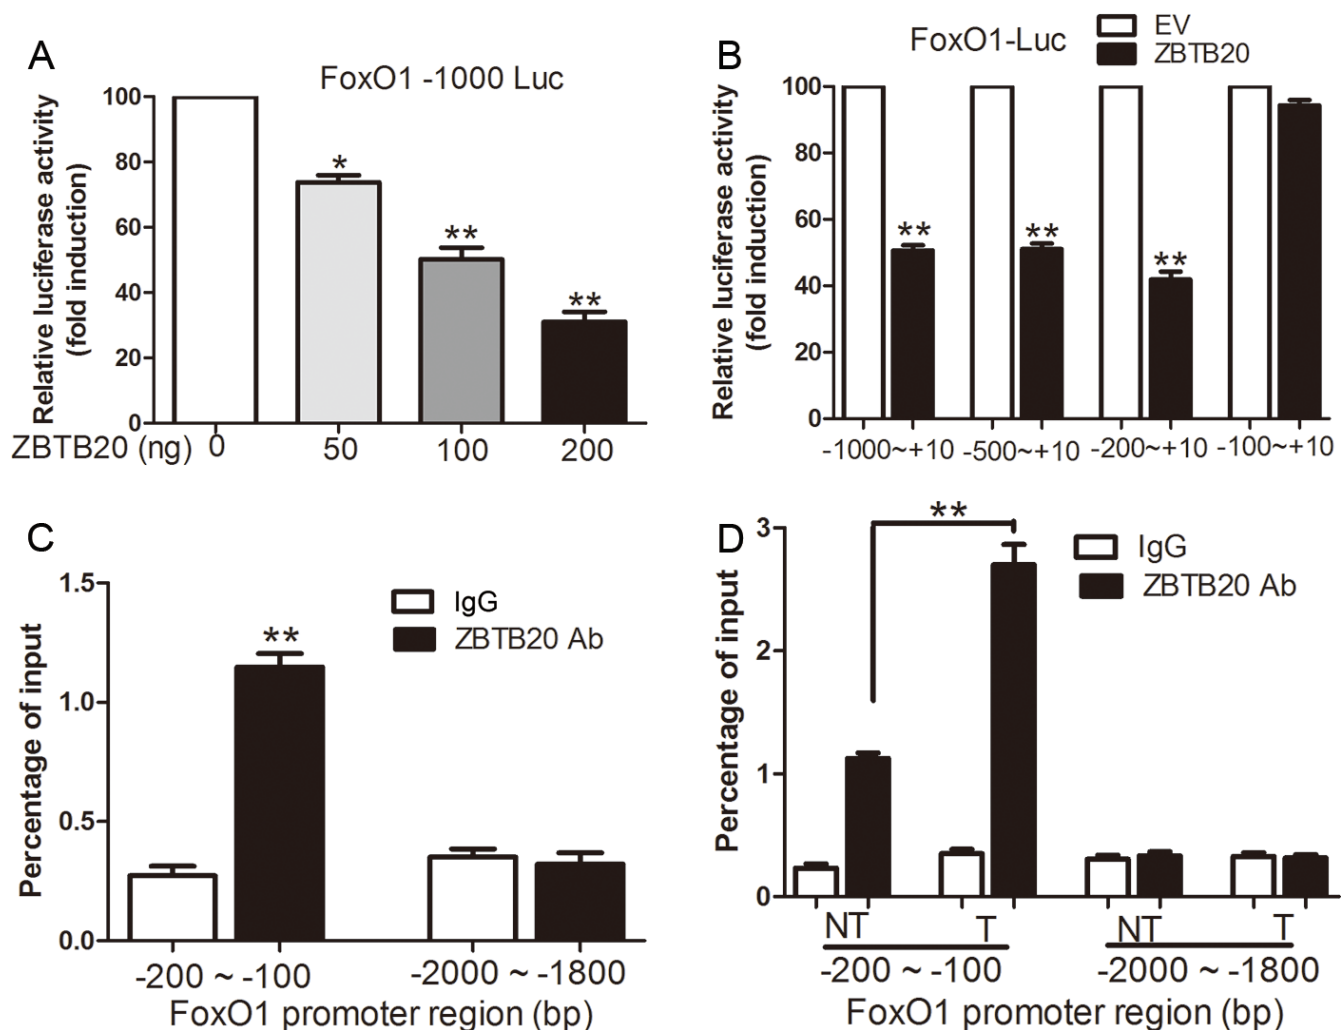 A
FoxO1 -1000 Luc
Relative luciferase activity
(fold induction)
100
80
60
40
20
0
*
**
**
ZBTB20 (ng) 0 50 100 200
B
FoxO1-Luc
EV
ZBTB20
Relative luciferase activity
(fold induction)
100
80
60
40
20
0
**
**
**
-1000~+10 -500~+10 -200~+10 -100~+10
C
IgG
ZBTB20 Ab
Percentage of input
1.5
1.0
0.5
0.0
**
-200 ~ -100 -2000 ~ -1800
FoxO1 promoter region (bp)
D
**
IgG
ZBTB20 Ab
Percentage of input
3
2
1
0
NT T NT T
-200 ~ -100 -2000 ~ -1800
FoxO1 promoter region (bp)